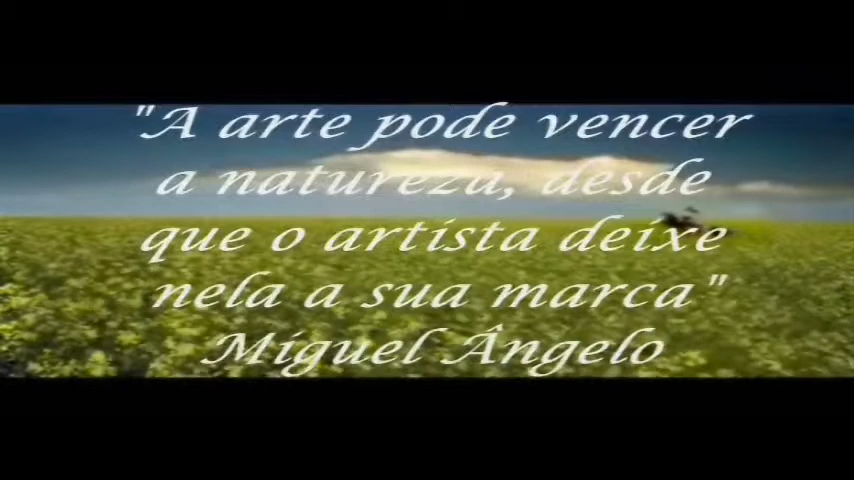 "A arte pode vencer
a natureza, desde
que o artista deixe
nela a sua marca"
Miguel Ângelo